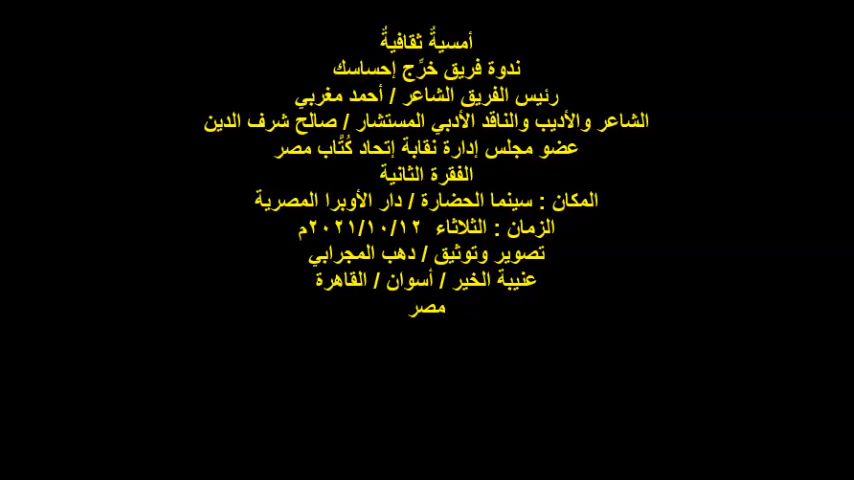 أمسيةٌ ثقافيةٌ
ندوة فريق خرَّج إحساسك
رئيس الفريق الشاعر / أحمد مغربي
الشاعر والأديب والناقد الأدبي المستشار / صالح شرف الدين
عضو مجلس إدارة نقابة إتحاد كُتَّاب مصر
الفقرة الثانية
المكان : سينما الحضارة / دار الأوبرا المصرية
الزمان : الثلاثاء ٢٠٢١/١٠/١٢م
تصوير وتوثيق / دهب المجرابي
عنيبة الخير / أسوان / القاهرة
مصر